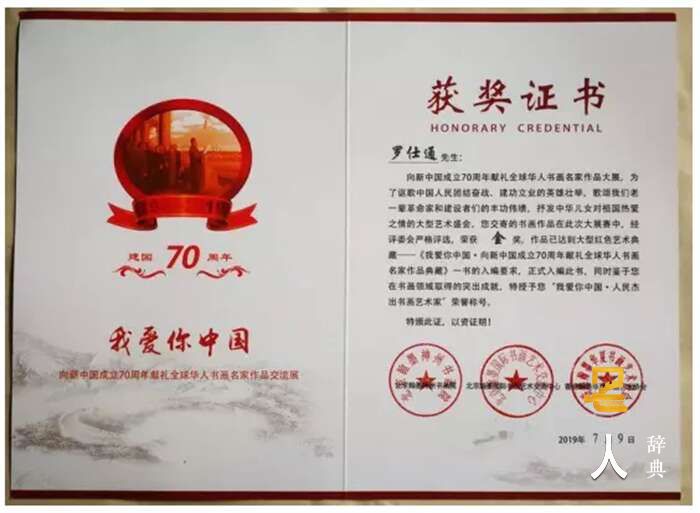 建国70周年
我爱你中国
向新中国成立70周年献礼全球华人书画名家作品交流展
获奖证书
HONORARY CREDENTIAL
罗仕通 先生：
向新中国成立70周年献礼全球华人书画名家作品大展，为
了讴歌中国人民团结奋战、建功立业的英雄壮举，歌颂我们老
一辈革命家和建设者们的丰功伟绩，抒发中华儿女对祖国热爱
之情的大型艺术盛会，您交寄的书画作品在此次大展赛中，经
评委会严格评选，荣获 金 奖，作品已达到大型红色艺术典
藏——《我爱你中国·向新中国成立70周年献礼全球华人书画
名家作品典藏》一书的入编要求，正式入编此书，同时鉴于您
在书画领域取得的突出成就，特授予您“我爱你中国·人民杰
出书画艺术家”荣誉称号。
特颁此证，以资证明！
2019年 7 月 9 日
粤
人
辞典